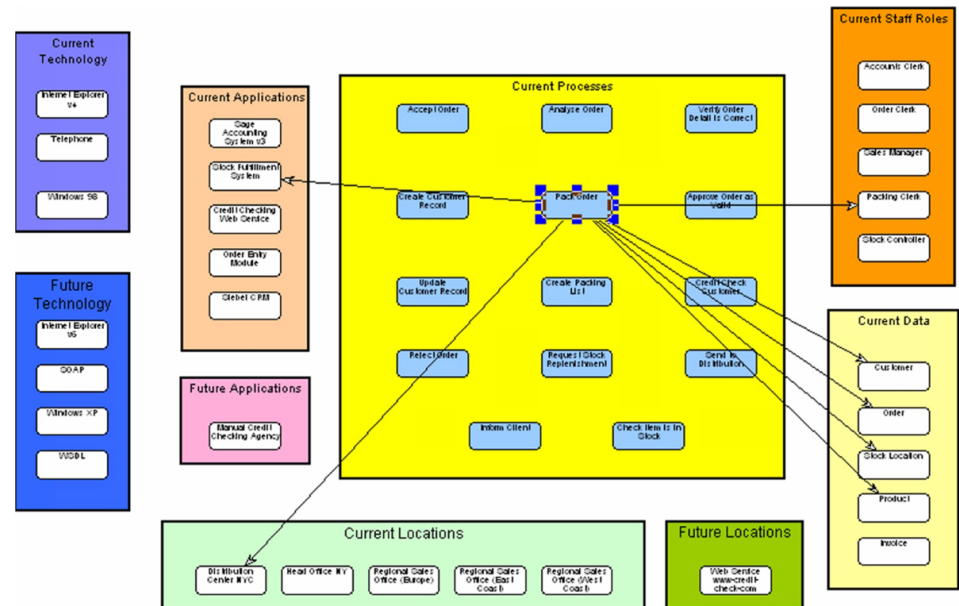 Current
Technology
Internet Explorer
v4
Telephone
Windows 98
Future
Technology
Internet Explorer
v6
SOAP
Windows XP
WSDL
Current Applications
Sage
Accounting
System v3
Stock Fulfillment
System
Credit Checking
Web Service
Order Entry
Module
Siebel CRM
Future Applications
Manual Credit
Checking Agency
Current Processes
Accept Order
Analyse Order
Verify Order
Detail Is Correct
Create Customer
Record
Pack Order
Approve Order as
Valid
Update
Customer Record
Create Packing
List
Credit Check
Customer
Reject Order
Request Stock
Replenishment
Send to
Distribution
Inform Client
Check Item Is In
Stock
Current Staff Roles
Accounts Clerk
Order Clerk
Sales Manager
Packing Clerk
Stock Controller
Current Data
Customer
Order
Stock Location
Product
Invoice
Current Locations
Distribution
Center NYC
Head Office NY
Regional Sales
Office (Europe)
Regional Sales
Office (East
Coast)
Regional Sales
Office (West
Coast)
Future Locations
Web Service
www-credit-
check-com